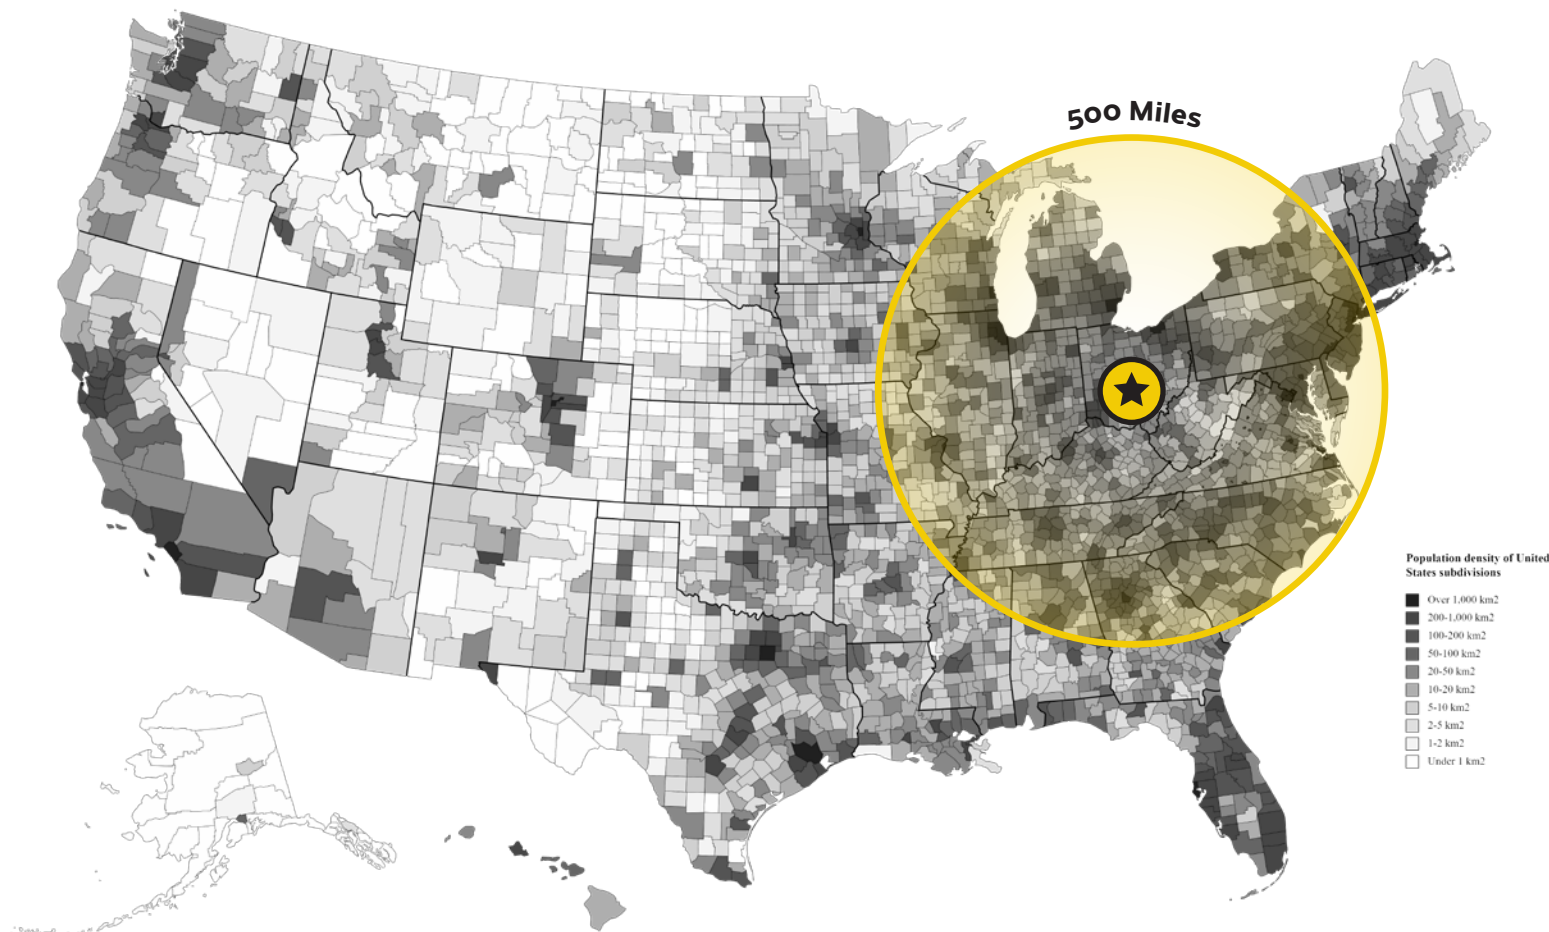 500 Miles
Population density of United
States subdivisions
Over 1,000 km2
200-1,000 km2
100-200 km2
50-100 km2
20-50 km2
10-20 km2
5-10 km2
2-5 km2
1-2 km2
Under 1 km2